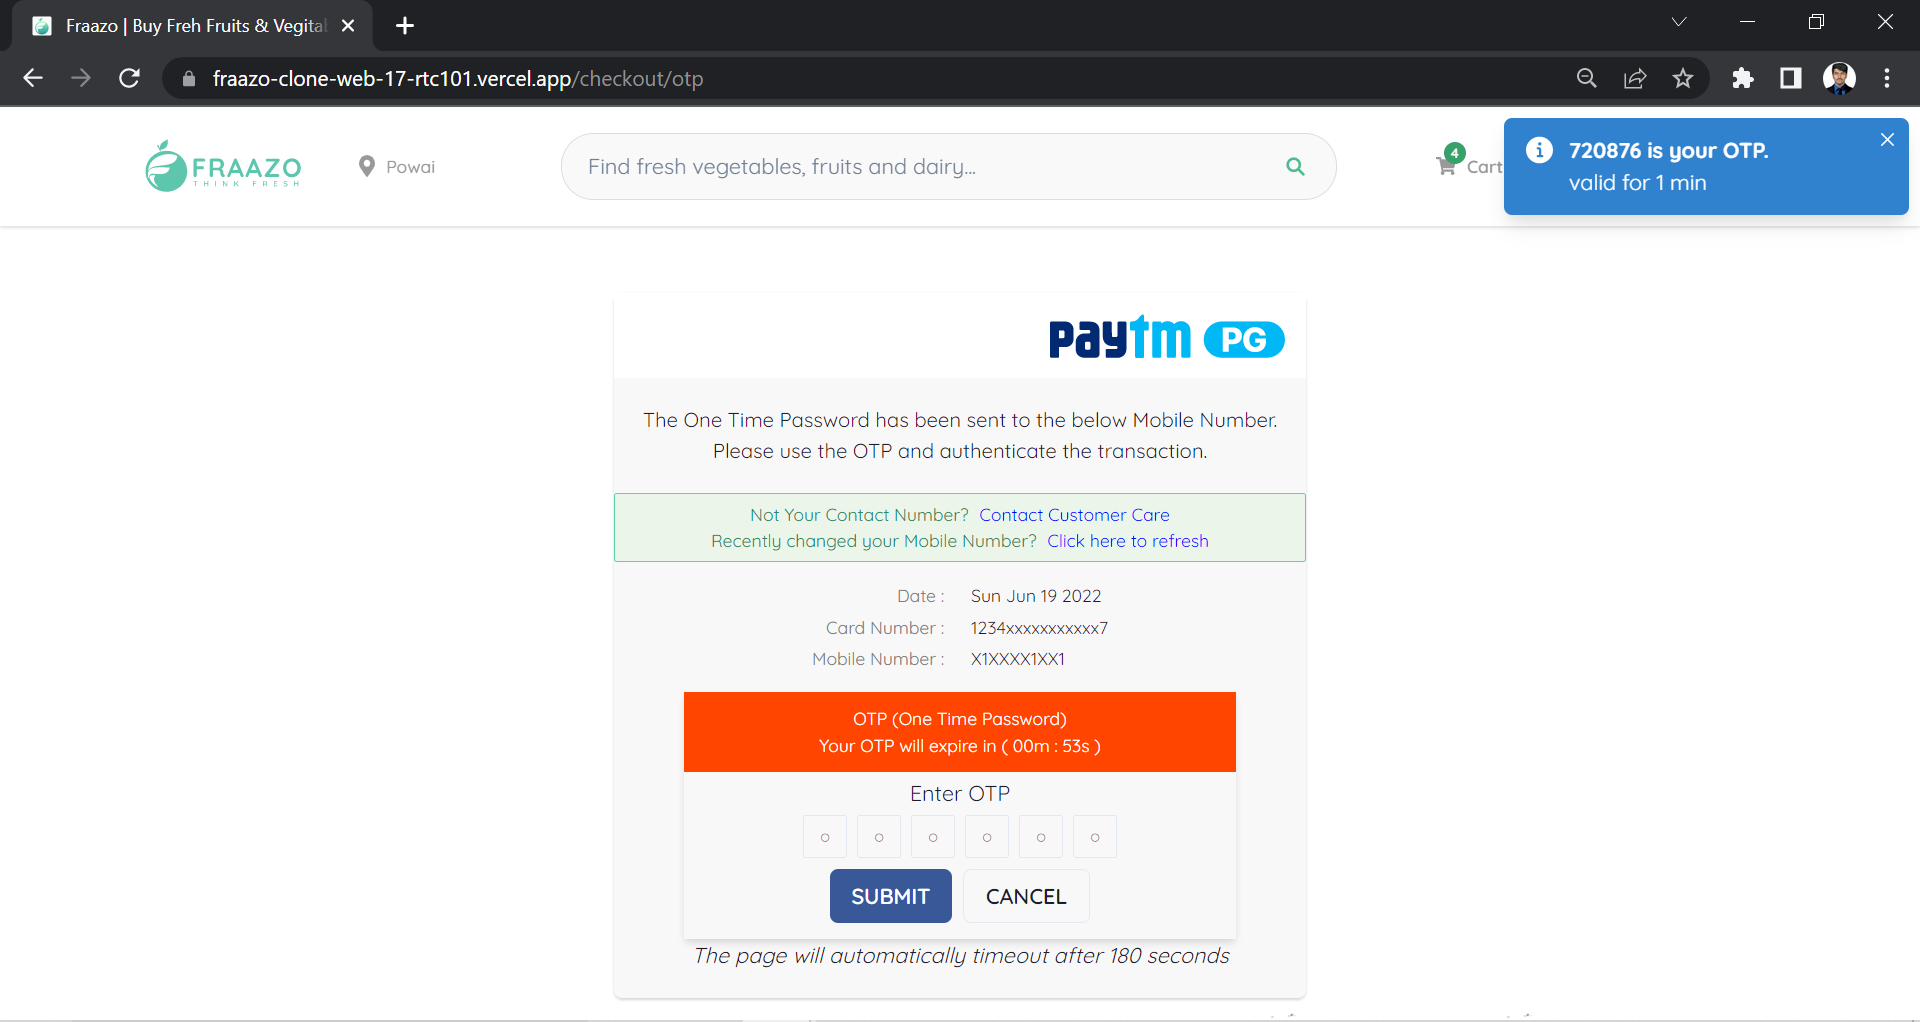 Fraazo | Buy Freh Fruits & Vegita
fraazo-clone-web-17-rtc101.vercel.app/checkout/otp
FRAAZO
THINK FRESH
Powai
Find fresh vegetables, fruits and dairy...
4
Cart
720876 is your OTP.
valid for 1 min
paytm PG
The One Time Password has been sent to the below Mobile Number.
Please use the OTP and authenticate the transaction.
Not Your Contact Number? Contact Customer Care
Recently changed your Mobile Number? Click here to refresh
Date : Sun Jun 19 2022
Card Number : 1234xxxxxxxxxxx7
Mobile Number : X1XXXX1XX1
OTP (One Time Password)
Your OTP will expire in ( 00m : 53s )
Enter OTP
SUBMIT CANCEL
The page will automatically timeout after 180 seconds